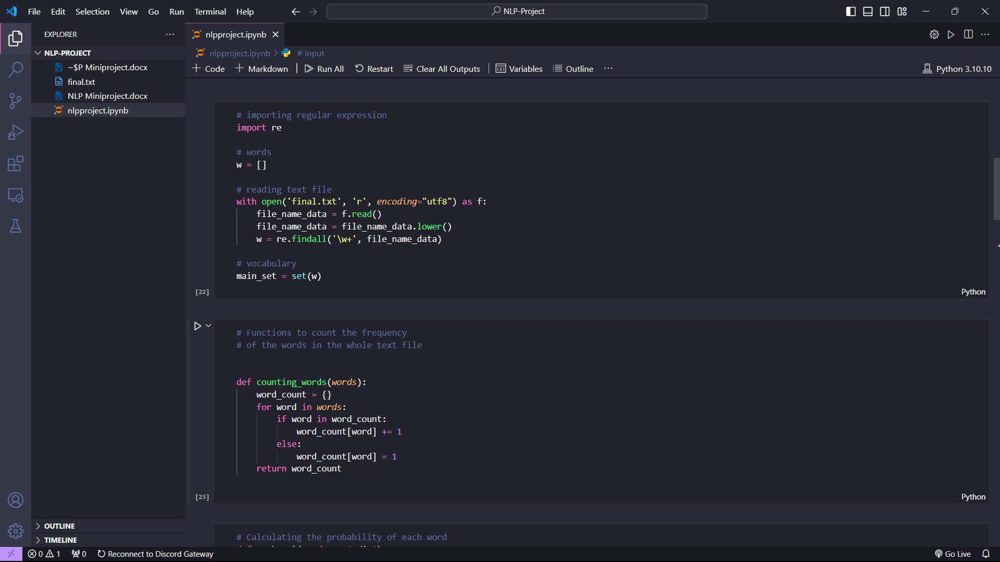 File Edit Selection View Go Run Terminal Help
NLP-Project
EXPLORER
NLP-PROJECT
~$P Miniproject.docx
final.txt
NLP Miniproject.docx
nlpproject.ipynb
OUTLINE
TIMELINE
nlpproject.ipynb
nlpproject.ipynb # Input
Code Markdown Run All Restart Clear All Outputs Variables Outline
Python 3.10.10
# importing regular expression
import re
# words
w = []
# reading text file
with open('final.txt', 'r', encoding="utf8") as f:
    file_name_data = f.read()
    file_name_data = file_name_data.lower()
    w = re.findall('\w+', file_name_data)
# vocabulary
main_set = set(w)
[22]
Python
# Functions to count the frequency
# of the words in the whole text file
def counting_words(words):
    word_count = {}
    for word in words:
        if word in word_count:
            word_count[word] += 1
        else:
            word_count[word] = 1
    return word_count
[23]
Python
# Calculating the probability of each word
0 1 0 Reconnect to Discord Gateway
Go Live